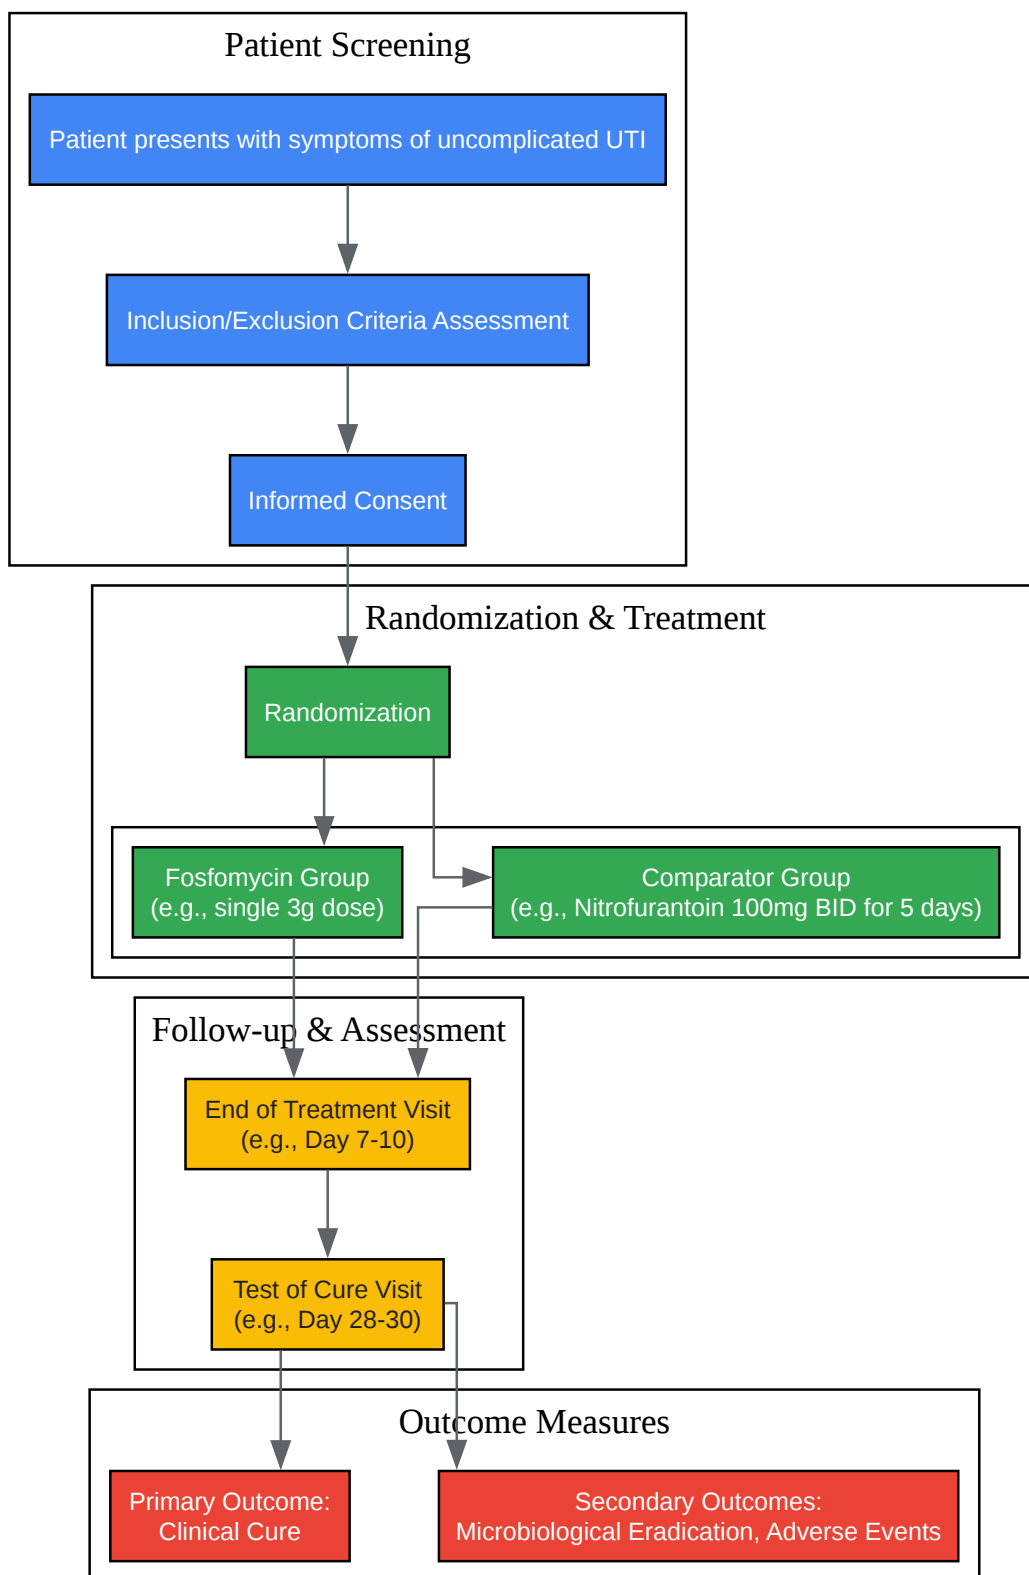 Patient Screening
Patient presents with symptoms of uncomplicated UTI
Inclusion/Exclusion Criteria Assessment
Informed Consent
Randomization & Treatment
Randomization
Fosfomycin Group
(e.g., single 3g dose)
Comparator Group
(e.g., Nitrofurantoin 100mg BID for 5 days)
Follow-up & Assessment
End of Treatment Visit
(e.g., Day 7-10)
Test of Cure Visit
(e.g., Day 28-30)
Outcome Measures
Primary Outcome:
Clinical Cure
Secondary Outcomes:
Microbiological Eradication, Adverse Events